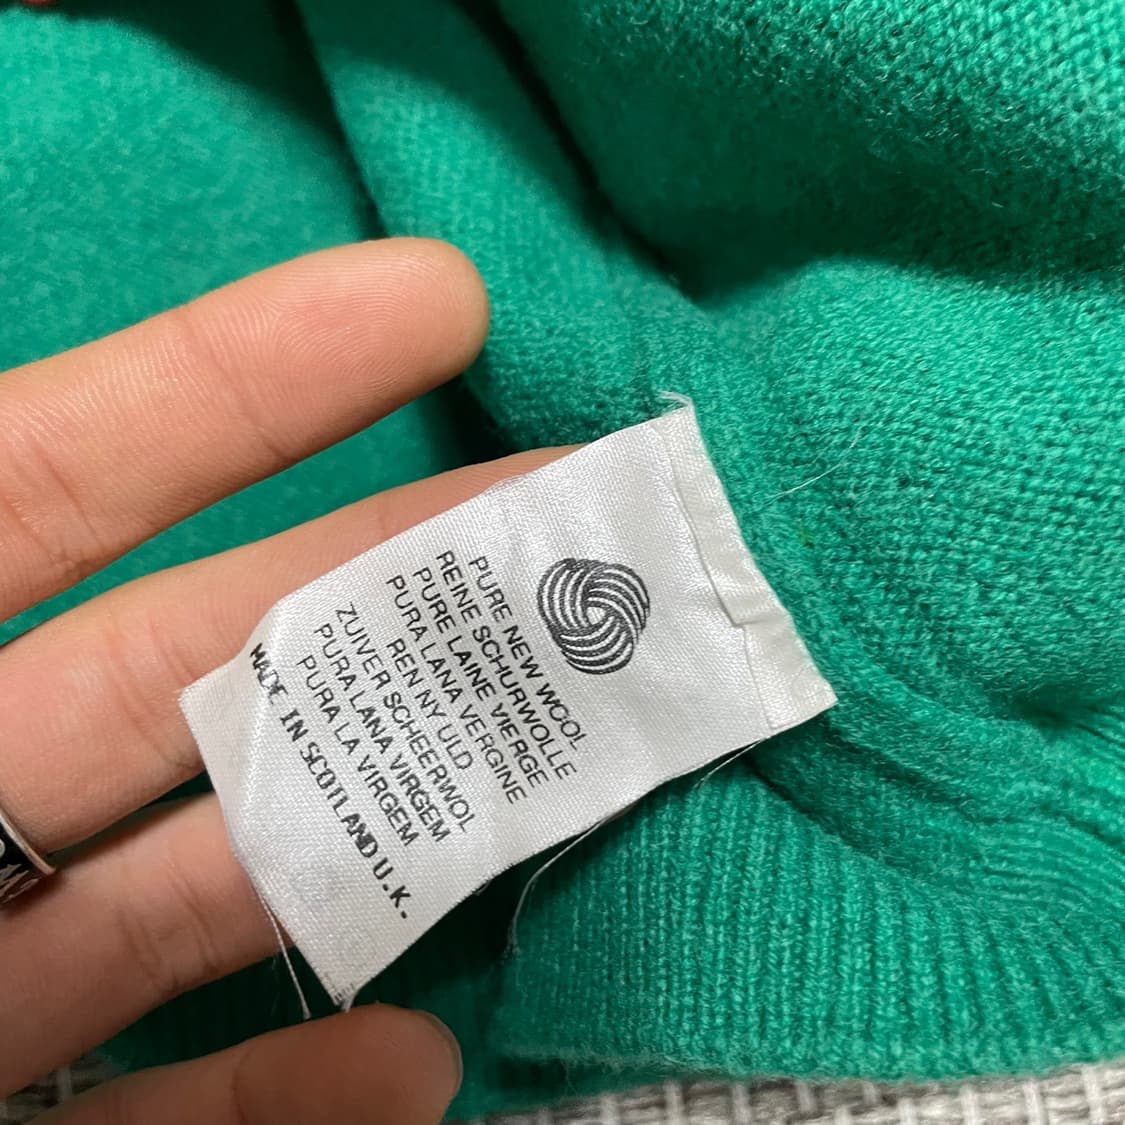 PURE NEW WOOL
REINE SCHURWOLLE
PURE LAINE VIERGE
PURA LANA VERGINE
REN NY ULD
ZUIVER SCHEERWOL
PURA LANA VIRGEM
PURA LA VIRGEM
MADE IN SCOTLAND U.K.